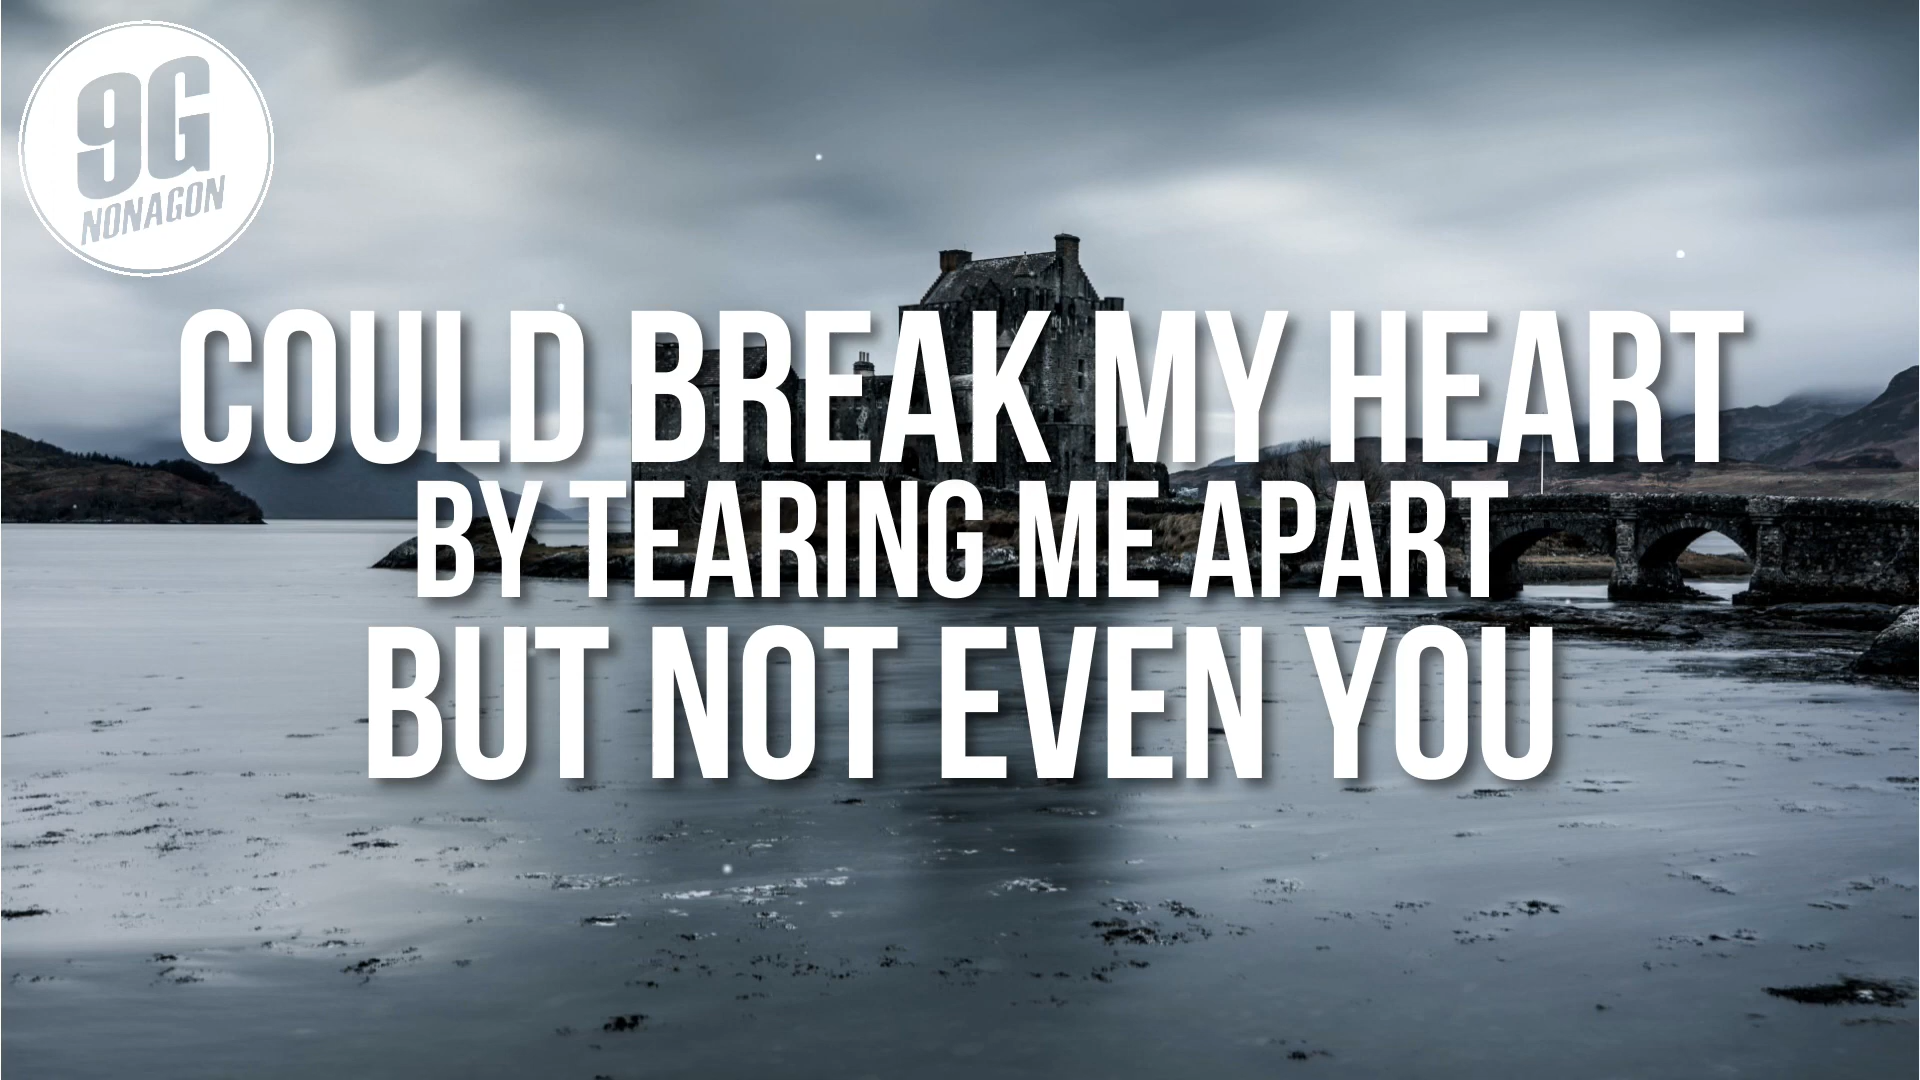 9G
NONAGON
COULD BREAK MY HEART
BY TEARING ME APART
BUT NOT EVEN YOU